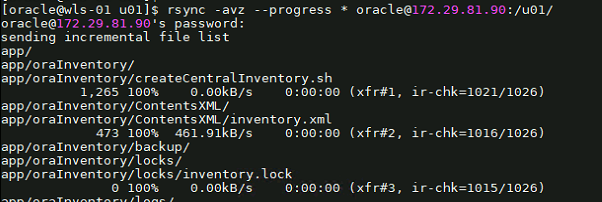 [oracle@wls-01 u01]$ rsync -avz --progress * oracle@172.29.81.90:/u01/
oracle@172.29.81.90's password:
sending incremental file list
app/
app/oraInventory/
app/oraInventory/createCentralInventory.sh
1,265 100% 0.00kB/s 0:00:00 (xfr#1, ir-chk=1021/1026)
app/oraInventory/ContentsXML/
app/oraInventory/ContentsXML/inventory.xml
473 100% 461.91kB/s 0:00:00 (xfr#2, ir-chk=1016/1026)
app/oraInventory/backup/
app/oraInventory/locks/
app/oraInventory/locks/inventory.lock
0 100% 0.00kB/s 0:00:00 (xfr#3, ir-chk=1015/1026)
app/oraInventory/logs/